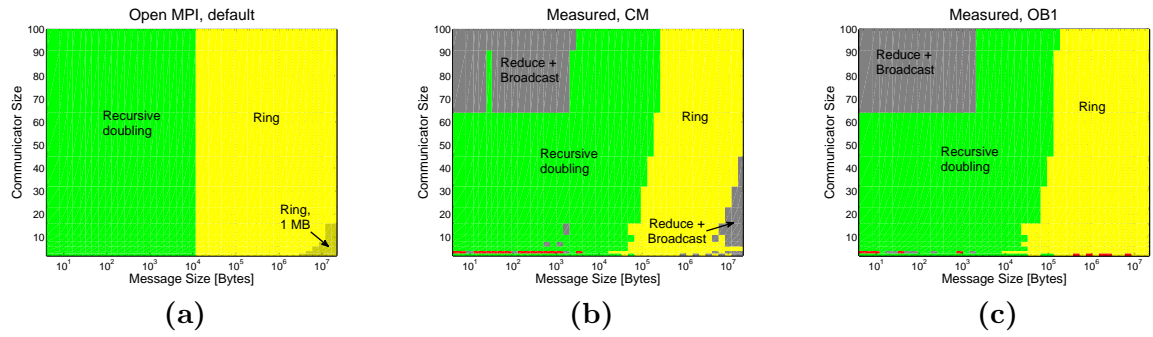 Open MPI, default
100
90
80
70
60
50
40
30
20
10
Communicator Size
Recursive
doubling
Ring
Ring,
1 MB
10^1 10^2 10^3 10^4 10^5 10^6 10^7
Message Size [Bytes]
(a)
Measured, CM
100
90
80
70
60
50
40
30
20
10
Communicator Size
Reduce +
Broadcast
Ring
Recursive
doubling
Reduce +
Broadcast
10^1 10^2 10^3 10^4 10^5 10^6 10^7
Message Size [Bytes]
(b)
Measured, OB1
100
90
80
70
60
50
40
30
20
10
Communicator Size
Reduce +
Broadcast
Ring
Recursive
doubling
10^1 10^2 10^3 10^4 10^5 10^6 10^7
Message Size [Bytes]
(c)